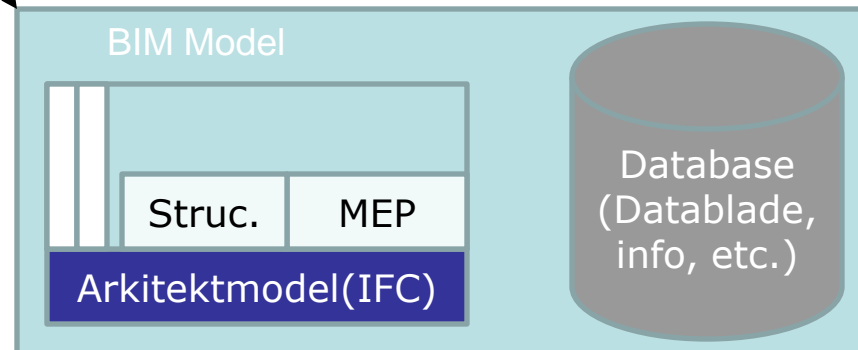 BIM Model
Struc.
MEP
Arkitektmodel(IFC)
Database
(Datablade,
info, etc.)